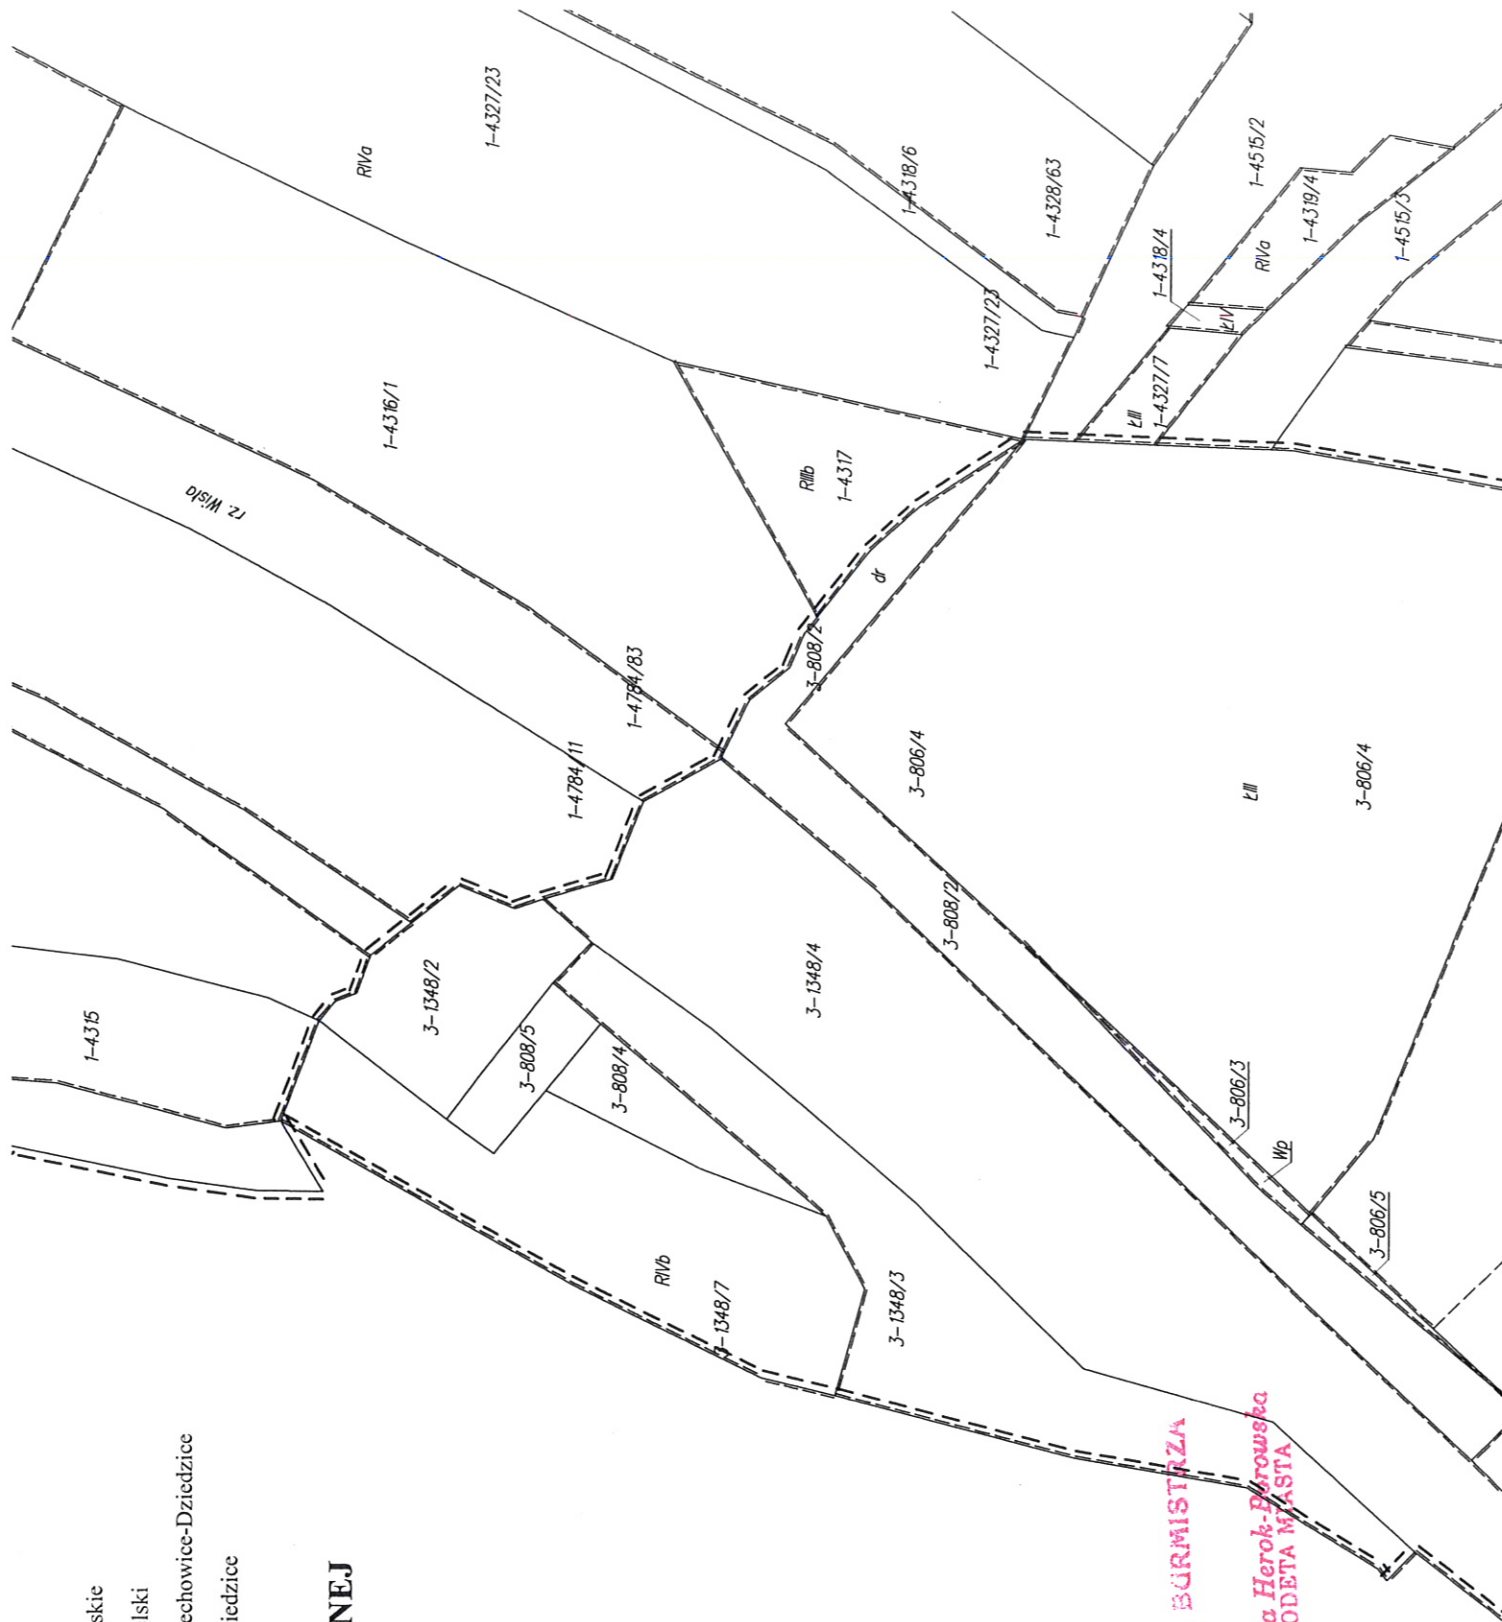 skie
lski
echowice-Dziedzice
iedzice
NEJ
1-4315
rz. Wisła
1-4316/1
RIVa
1-4327/23
1-4784/11
1-4784/83
RIIIb
1-4317
1-4318/6
1-4327/23
1-4328/63
1-4318/4
1-4515/2
1-4319/4
RIVa
ŁIV
1-4515/3
ŁIII
1-4327/7
3-1348/2
3-808/5
3-808/4
3-808/2
dr
3-806/4
3-1348/4
3-808/2
ŁIII
3-806/4
RIVb
-1348/7
3-1348/3
3-806/3
Wp
3-806/5
BURMISTRZA
a Herok-Borowska
ODETA MIASTA